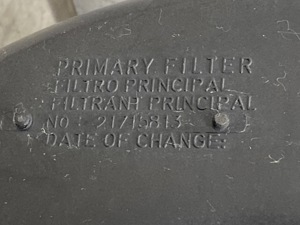 PRIMARY FILTER
FILTRO PRINCIPAL
FILTRANT PRINCIPAL
NO : 21715813
DATE OF CHANGE: